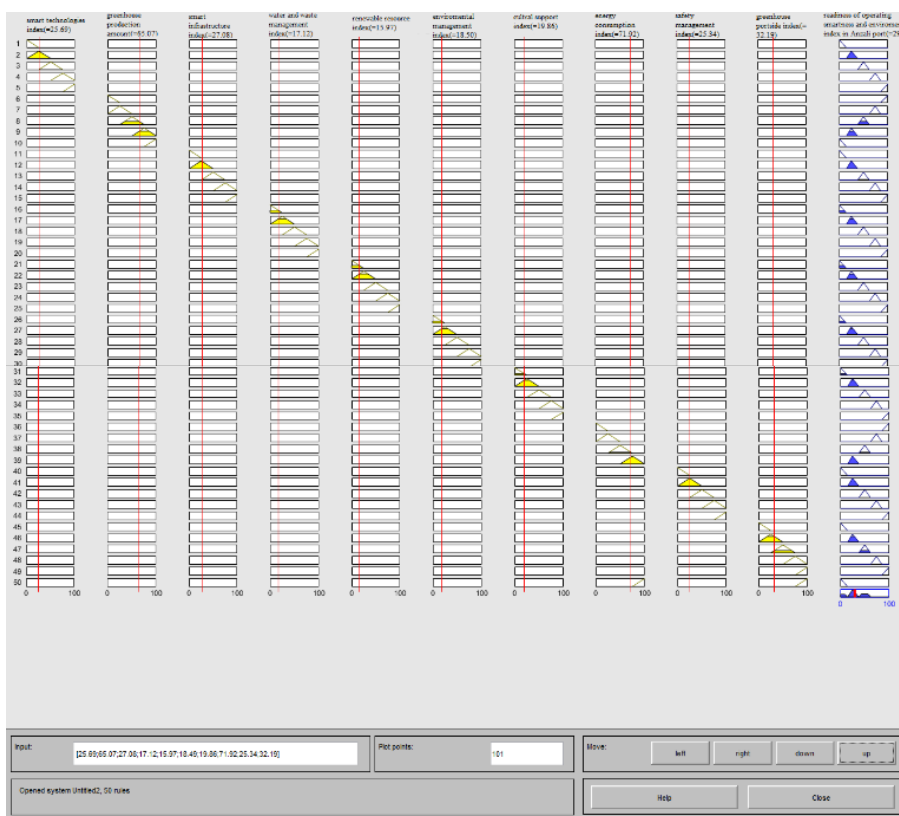 smart technologies
index(=25.69)
greenhouse
production
amount(=65.07)
smart
infrastructure
index(=27.08)
water and waste
management
index(=17.12)
renewable resource
index(=15.97)
enviromental
management
index(=18.50)
support
index(=19.86)
energy
consumption
index(=71.92)
safety
management
index(=25.34)
greenhouse
portside index(=
32.19)
readiness of operating
smartness and envirome
index in Anzali port(=29
1
2
3
4
5
6
7
8
9
10
11
12
13
14
15
16
17
18
19
20
21
22
23
24
25
26
27
28
29
30
31
32
33
34
35
36
37
38
39
40
41
42
43
44
45
46
47
48
49
50
0 100
0 100
0 100
0 100
0 100
0 100
0 100
0 100
0 100
0 100
0 100
Input: [25.69;65.07;27.08;17.12;15.97;18.49;19.86;71.92;25.34;32.19]
Plot points: 101
Move: left right down up
Opened system Untitled2, 50 rules
Help Close